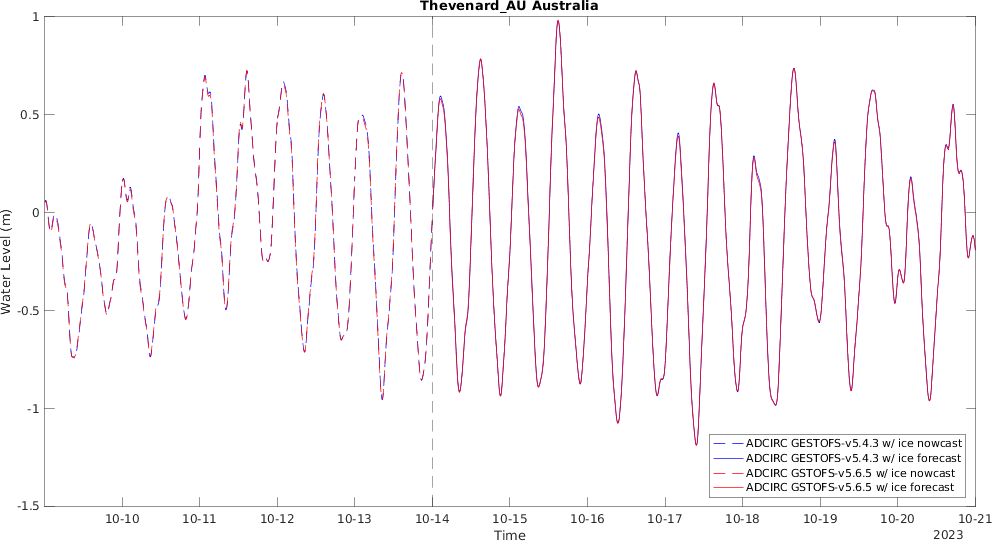 Thevenard_AU Australia
1
0.5
0
-0.5
-1
-1.5
Water Level (m)
ADCIRC GESTOFS-v5.4.3 w/ ice nowcast
ADCIRC GESTOFS-v5.4.3 w/ ice forecast
ADCIRC GSTOFS-v5.6.5 w/ ice nowcast
ADCIRC GSTOFS-v5.6.5 w/ ice forecast
10-10 10-11 10-12 10-13 10-14 10-15 10-16 10-17 10-18 10-19 10-20 10-21
Time
2023